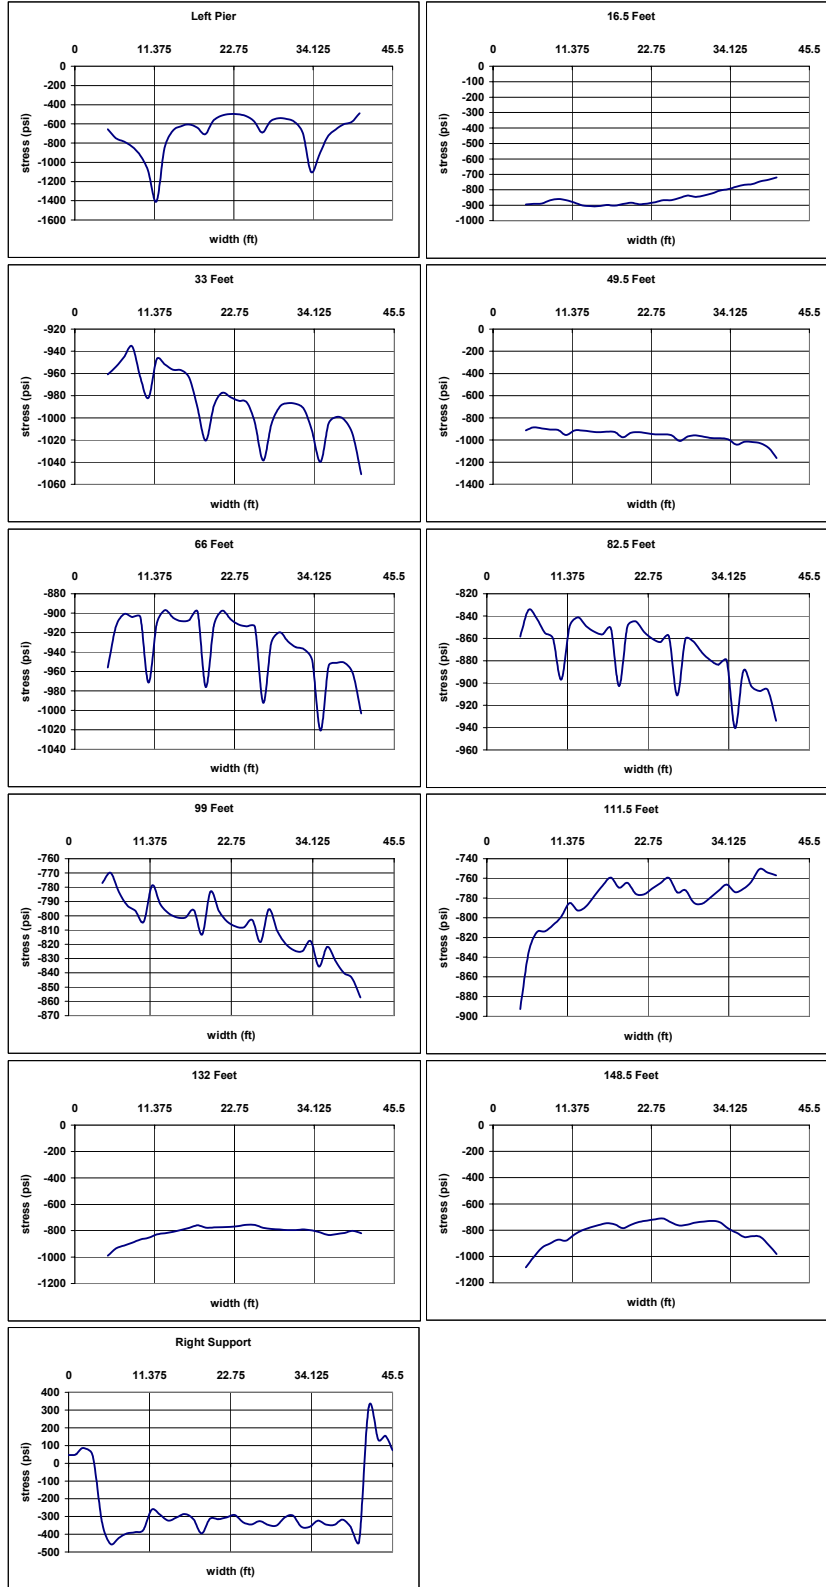 Left Pier
0 11.375 22.75 34.125 45.5
0
-200
-400
-600
-800
-1000
-1200
-1400
-1600
stress (psi)
width (ft)
16.5 Feet
0 11.375 22.75 34.125 45.5
0
-100
-200
-300
-400
-500
-600
-700
-800
-900
-1000
stress (psi)
width (ft)
33 Feet
0 11.375 22.75 34.125 45.5
-920
-940
-960
-980
-1000
-1020
-1040
-1060
stress (psi)
width (ft)
49.5 Feet
0 11.375 22.75 34.125 45.5
0
-200
-400
-600
-800
-1000
-1200
-1400
stress (psi)
width (ft)
66 Feet
0 11.375 22.75 34.125 45.5
-880
-900
-920
-940
-960
-980
-1000
-1020
-1040
stress (psi)
width (ft)
82.5 Feet
0 11.375 22.75 34.125 45.5
-820
-840
-860
-880
-900
-920
-940
-960
stress (psi)
width (ft)
99 Feet
0 11.375 22.75 34.125 45.5
-760
-770
-780
-790
-800
-810
-820
-830
-840
-850
-860
-870
stress (psi)
width (ft)
111.5 Feet
0 11.375 22.75 34.125 45.5
-740
-760
-780
-800
-820
-840
-860
-880
-900
stress (psi)
width (ft)
132 Feet
0 11.375 22.75 34.125 45.5
0
-200
-400
-600
-800
-1000
-1200
stress (psi)
width (ft)
148.5 Feet
0 11.375 22.75 34.125 45.5
0
-200
-400
-600
-800
-1000
-1200
stress (psi)
width (ft)
Right Support
0 11.375 22.75 34.125 45.5
400
300
200
100
0
-100
-200
-300
-400
-500
stress (psi)
width (ft)